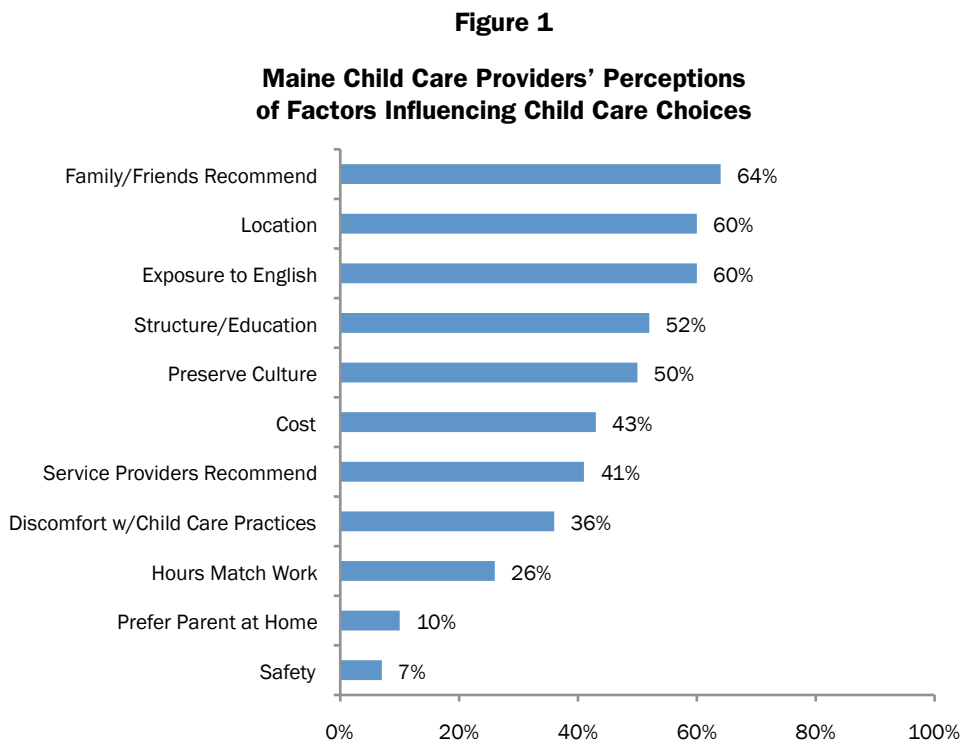 Figure 1
Maine Child Care Providers’ Perceptions
of Factors Influencing Child Care Choices
Family/Friends Recommend 64%
Location 60%
Exposure to English 60%
Structure/Education 52%
Preserve Culture 50%
Cost 43%
Service Providers Recommend 41%
Discomfort w/Child Care Practices 36%
Hours Match Work 26%
Prefer Parent at Home 10%
Safety 7%
0% 20% 40% 60% 80% 100%